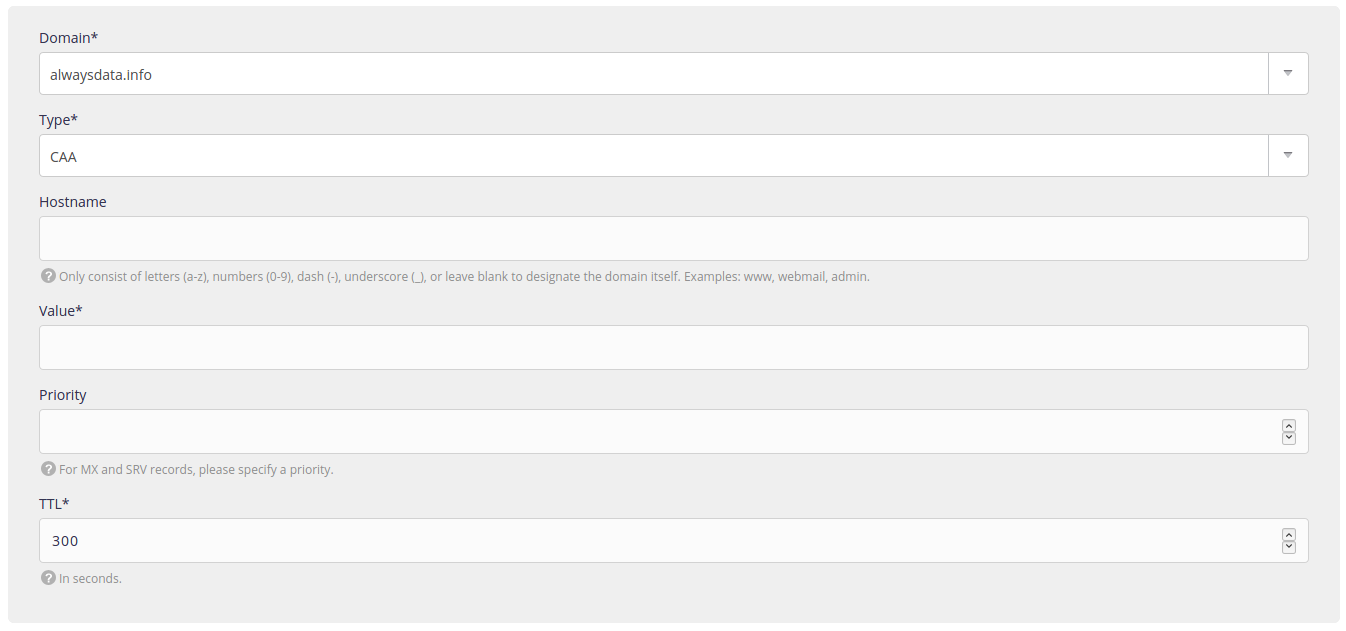 Domain*
alwaysdata.info
Type*
CAA
Hostname
? Only consist of letters (a-z), numbers (0-9), dash (-), underscore (_), or leave blank to designate the domain itself. Examples: www, webmail, admin.
Value*
Priority
? For MX and SRV records, please specify a priority.
TTL*
300
? In seconds.